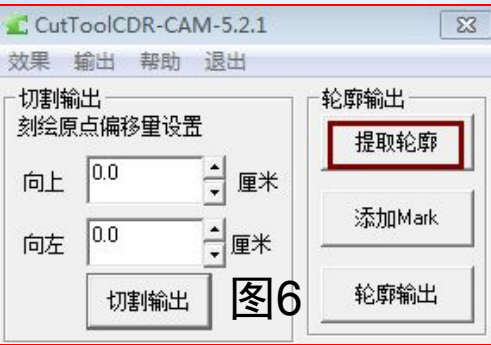 CutToolCDR-CAM-5.2.1
效果 输出 帮助 退出
切割输出
刻绘原点偏移量设置
向上 0.0 厘米
向左 0.0 厘米
切割输出
图6
轮廓输出
提取轮廓
添加Mark
轮廓输出